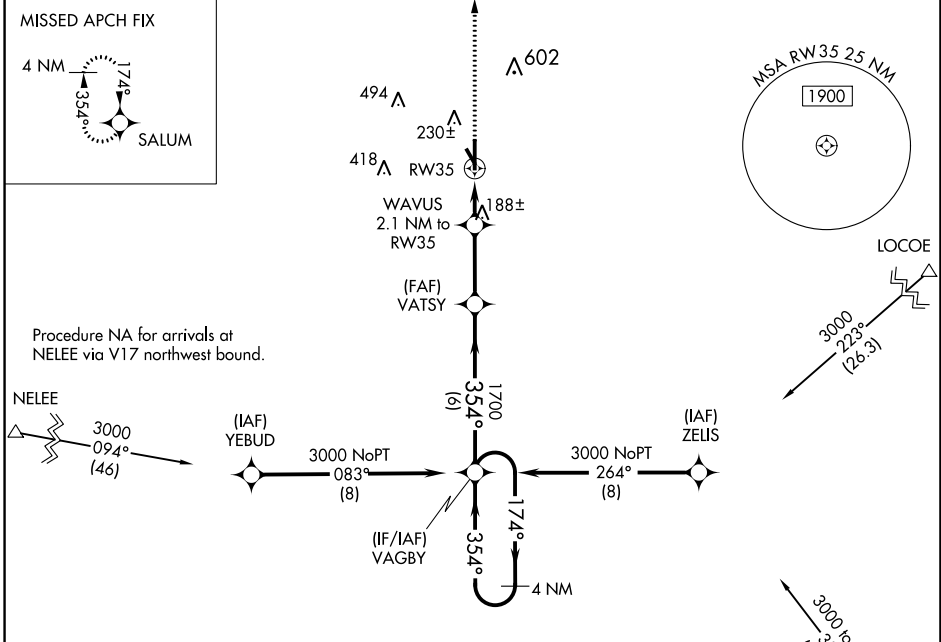 MISSED APCH FIX
4 NM
174°
354°
SALUM
602
494
230±
418
RW35
MSA RW35 25 NM
1900
WAVUS
2.1 NM to
RW35
188±
LOCOE
(FAF)
VATSY
3000
223°
(26.3)
Procedure NA for arrivals at
NELEE via V17 northwest bound.
1700
354°
(6)
NELEE
3000
094°
(46)
(IAF)
YEBUD
3000 NoPT
083°
(8)
(IAF)
ZELIS
3000 NoPT
264°
(8)
(IF/IAF)
VAGBY
354°
174°
4 NM
3000 to